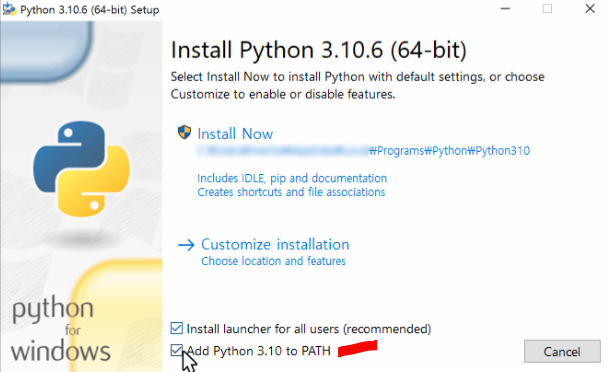 Python 3.10.6 (64-bit) Setup
Install Python 3.10.6 (64-bit)
Select Install Now to install Python with default settings, or choose
Customize to enable or disable features.
Install Now
₩Programs₩Python₩Python310
Includes IDLE, pip and documentation
Creates shortcuts and file associations
Customize installation
Choose location and features
python
for
windows
Install launcher for all users (recommended)
Add Python 3.10 to PATH
Cancel